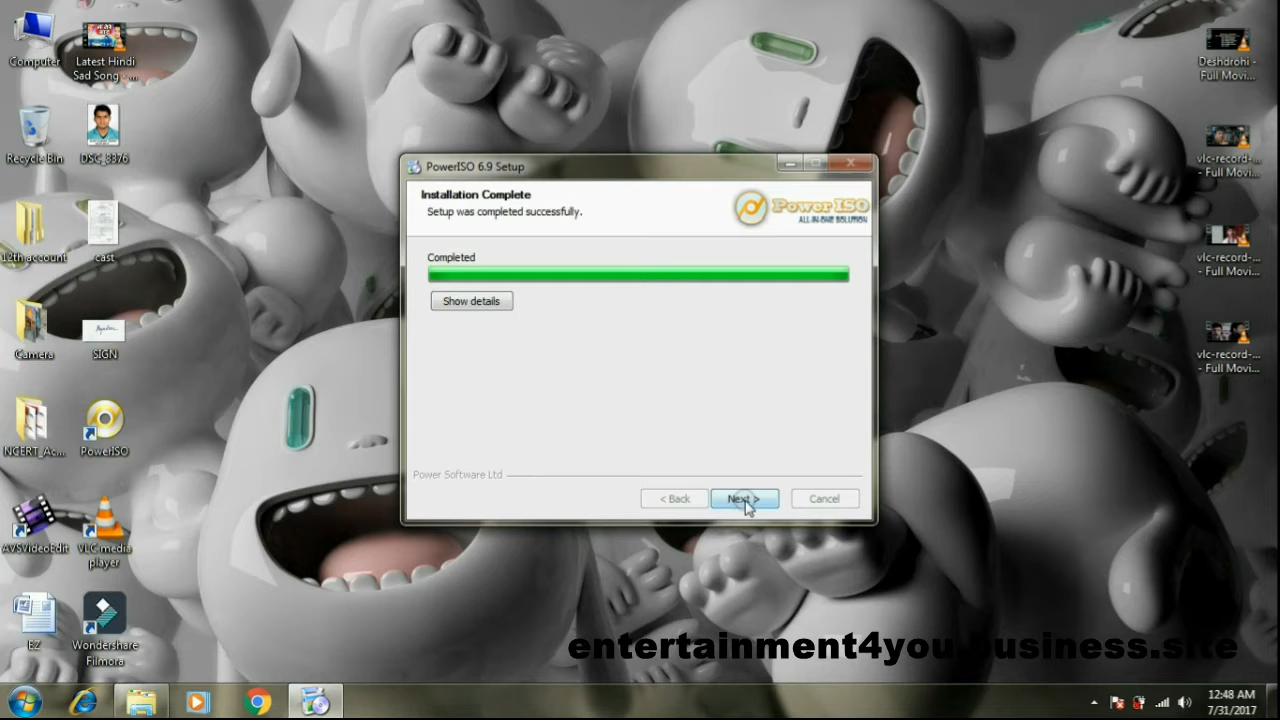 Computer
Latest Hindi
Sad Song - ...
Recycle Bin
DSC_3376
12th account
cast
Camera
SIGN
NCERT_Ac...
PowerISO
AVSVideoEdit
VLC media
player
EZ
Wondershare
Filmora
PowerISO 6.9 Setup
Installation Complete
Setup was completed successfully.
Power ISO
ALL-IN-ONE SOLUTION
Completed
Show details
Power Software Ltd
< Back
Next >
Cancel
Deshdrohi -
Full Movi...
vlc-record-...
- Full Movi...
vlc-record-...
- Full Movi...
vlc-record-...
- Full Movi...
entertainment4you.business.site
12:48 AM
7/31/2017